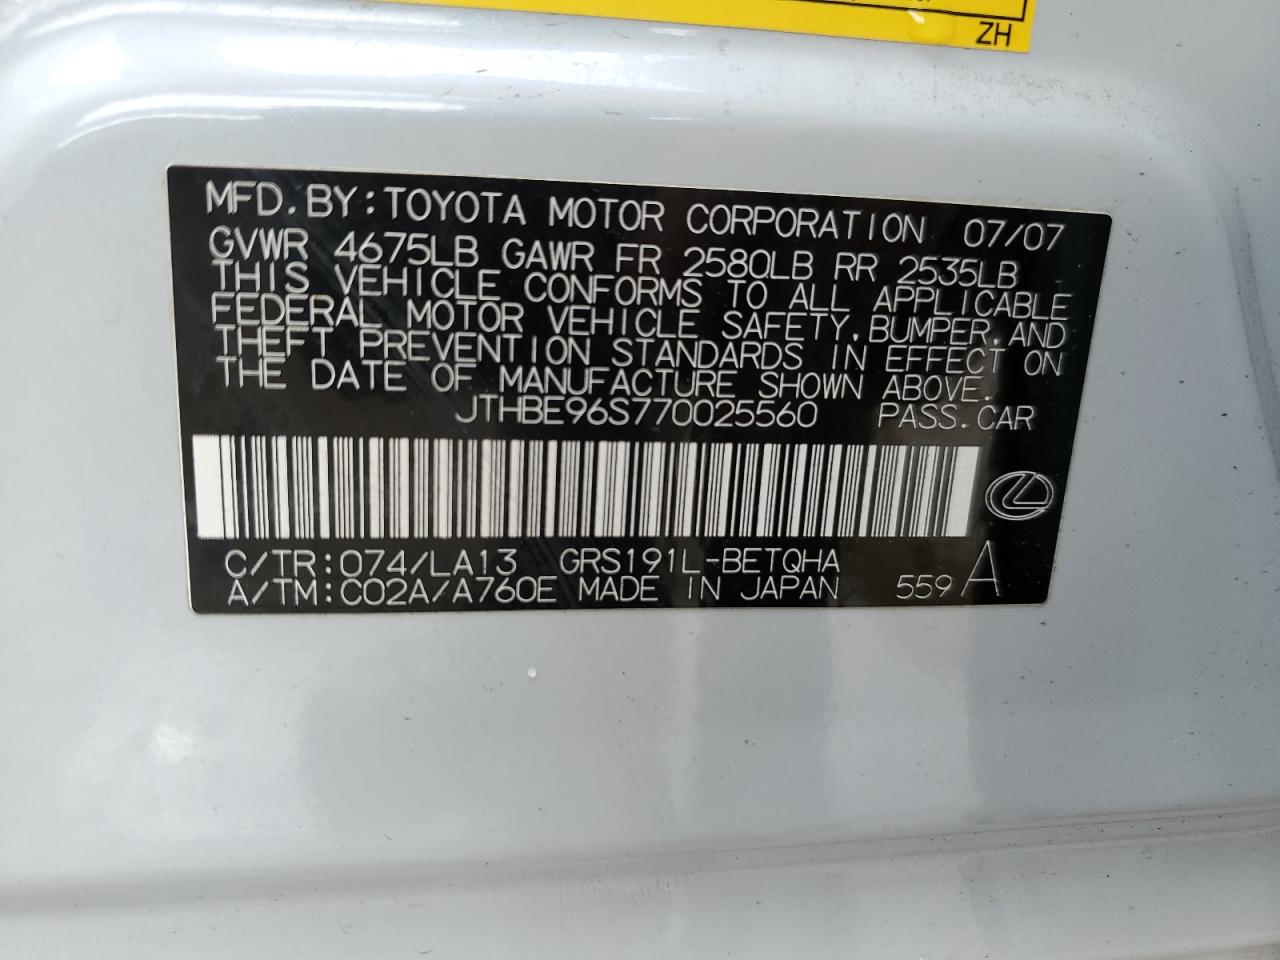 ZH
MFD. BY: TOYOTA MOTOR CORPORATION 07/07
GVWR 4675LB GAWR FR 2580LB RR 2535LB
THIS VEHICLE CONFORMS TO ALL APPLICABLE
FEDERAL MOTOR VEHICLE SAFETY, BUMPER, AND
THEFT PREVENTION STANDARDS IN EFFECT ON
THE DATE OF MANUFACTURE SHOWN ABOVE.
JTHBE96S770025560 PASS. CAR
C/TR: 074/LA13 GRS191L-BETQHA
A/TM: C02A/A760E MADE IN JAPAN 559 A